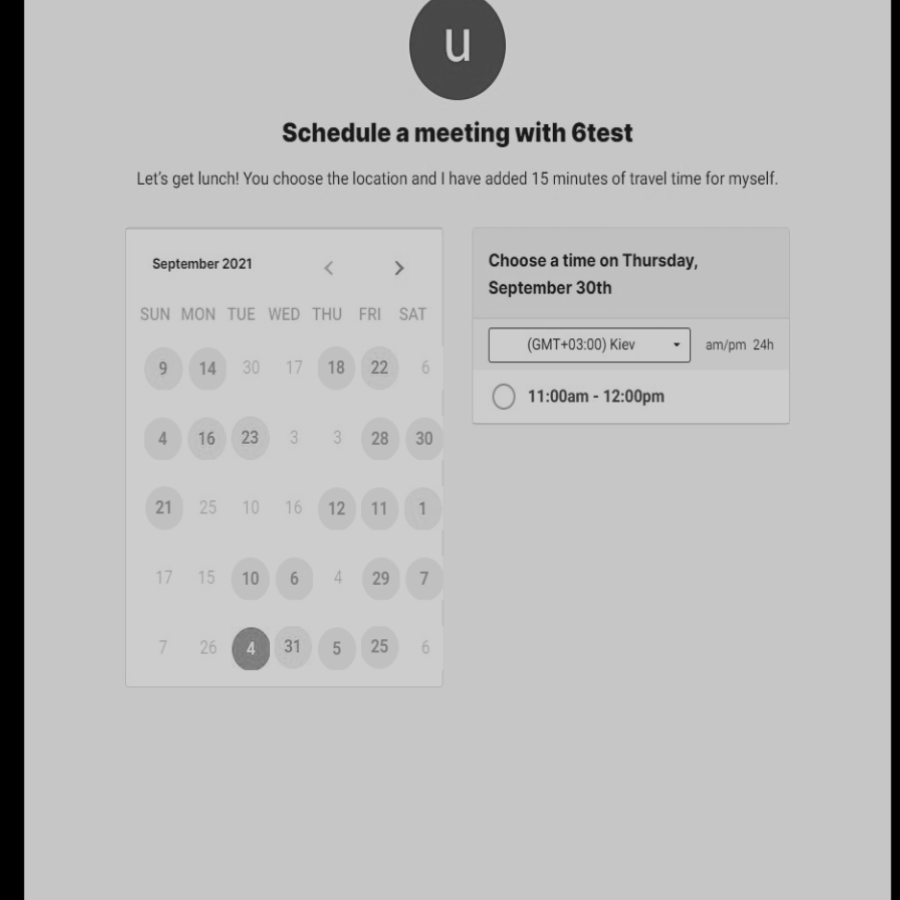 u
Schedule a meeting with 6test
Let's get lunch! You choose the location and I have added 15 minutes of travel time for myself.
September 2021
SUN MON TUE WED THU FRI SAT
9 14 30 17 18 22 6
4 16 23 3 3 28 30
21 25 10 16 12 11 1
17 15 10 6 4 29 7
7 26 4 31 5 25 6
Choose a time on Thursday,
September 30th
(GMT+03:00) Kiev
am/pm 24h
11:00am - 12:00pm